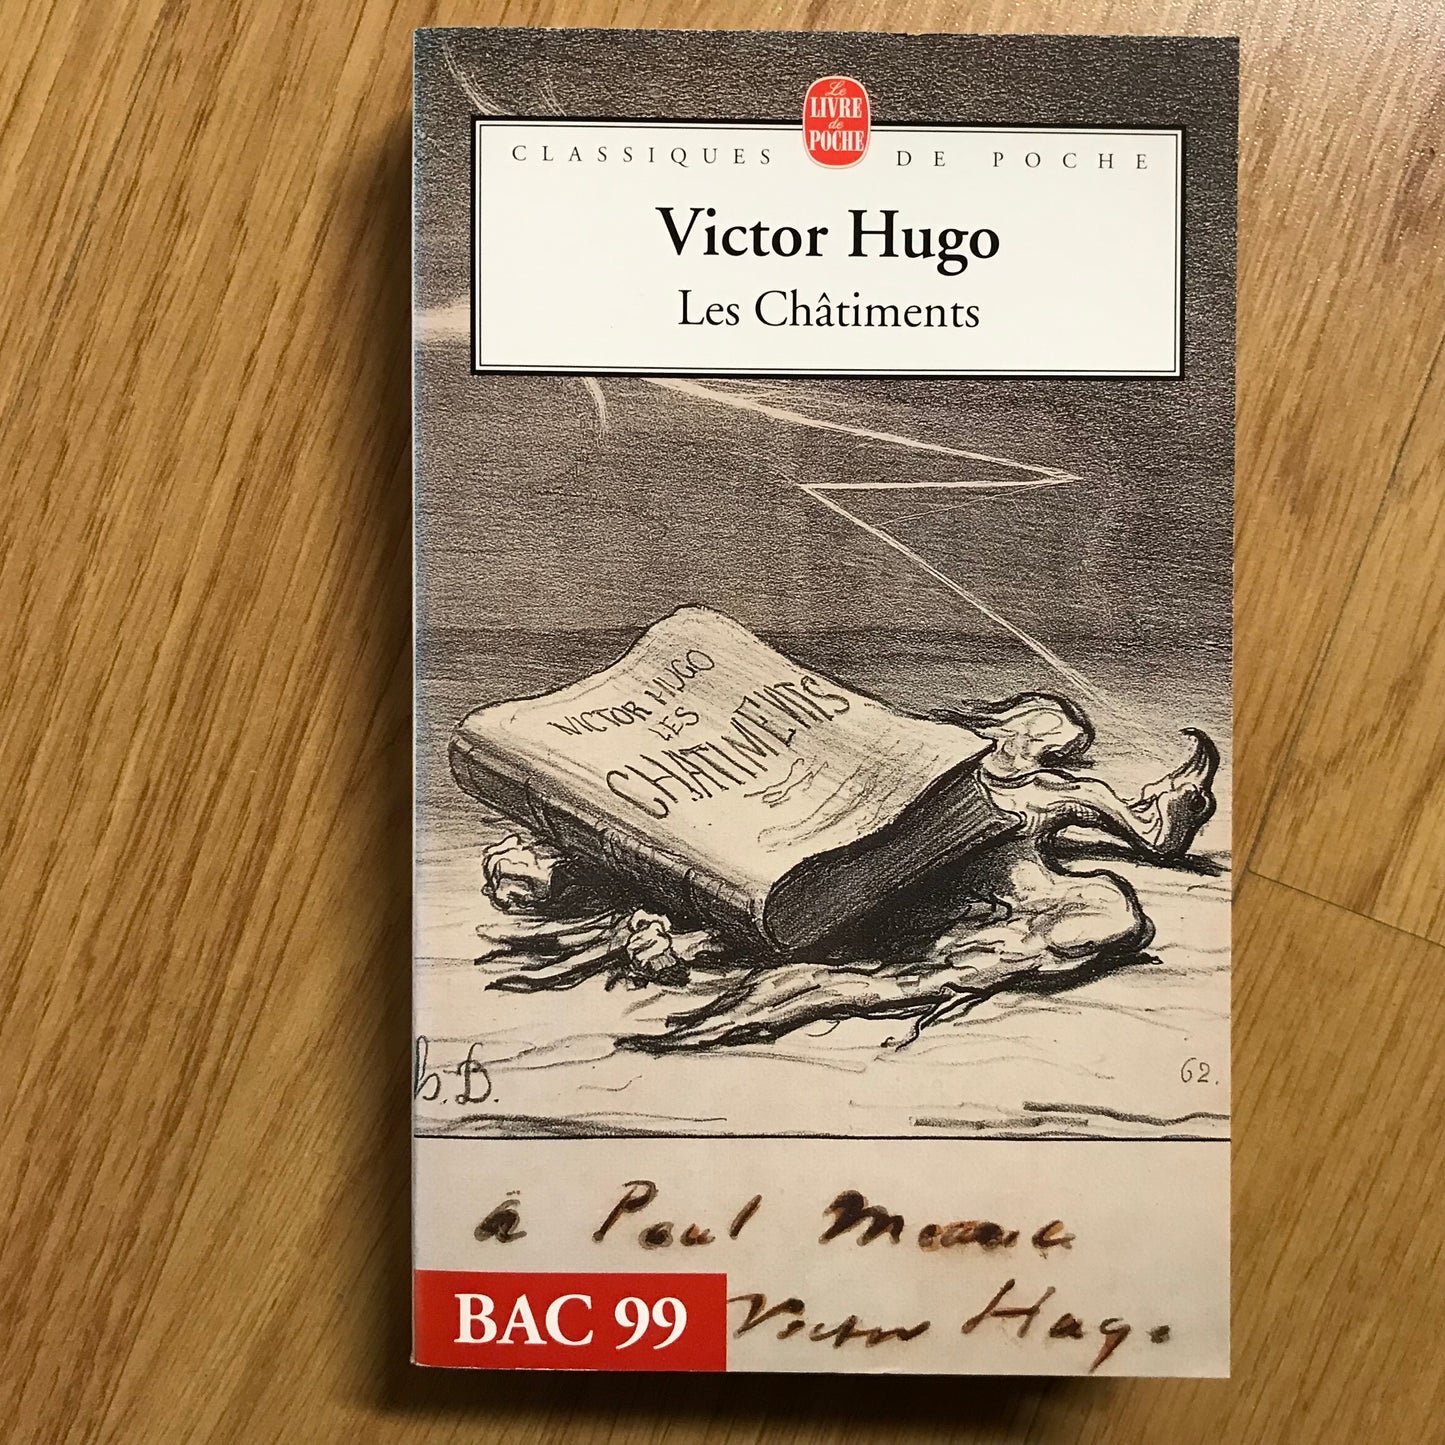 Le
LIVRE
de
POCHE
CLASSIQUES DE POCHE
Victor Hugo
Les Châtiments
VICTOR HUGO
LES
CHATIMENTS
h.D.
62.
à Paul Meurice
Victor Hugo
BAC 99